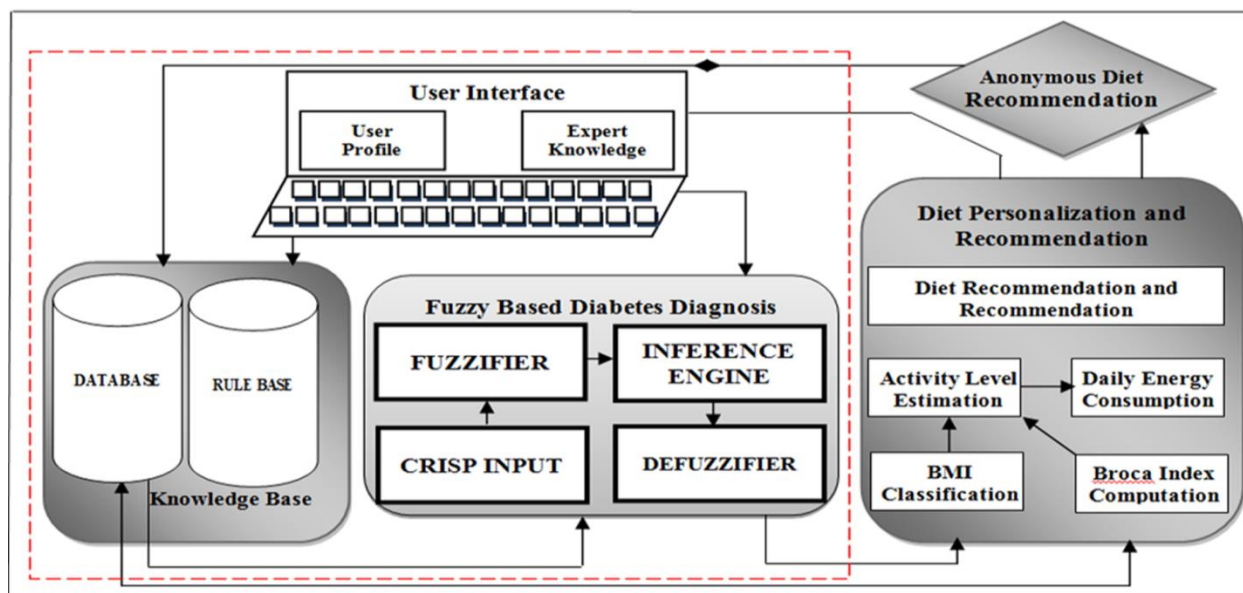 Anonymous Diet
Recommendation
User Interface
User
Profile
Expert
Knowledge
DATABASE
RULE BASE
Knowledge Base
Fuzzy Based Diabetes Diagnosis
FUZZIFIER
INFERENCE
ENGINE
CRISP INPUT
DEFUZZIFIER
Diet Personalization and
Recommendation
Diet Recommendation and
Recommendation
Activity Level
Estimation
Daily Energy
Consumption
BMI
Classification
Broca Index
Computation